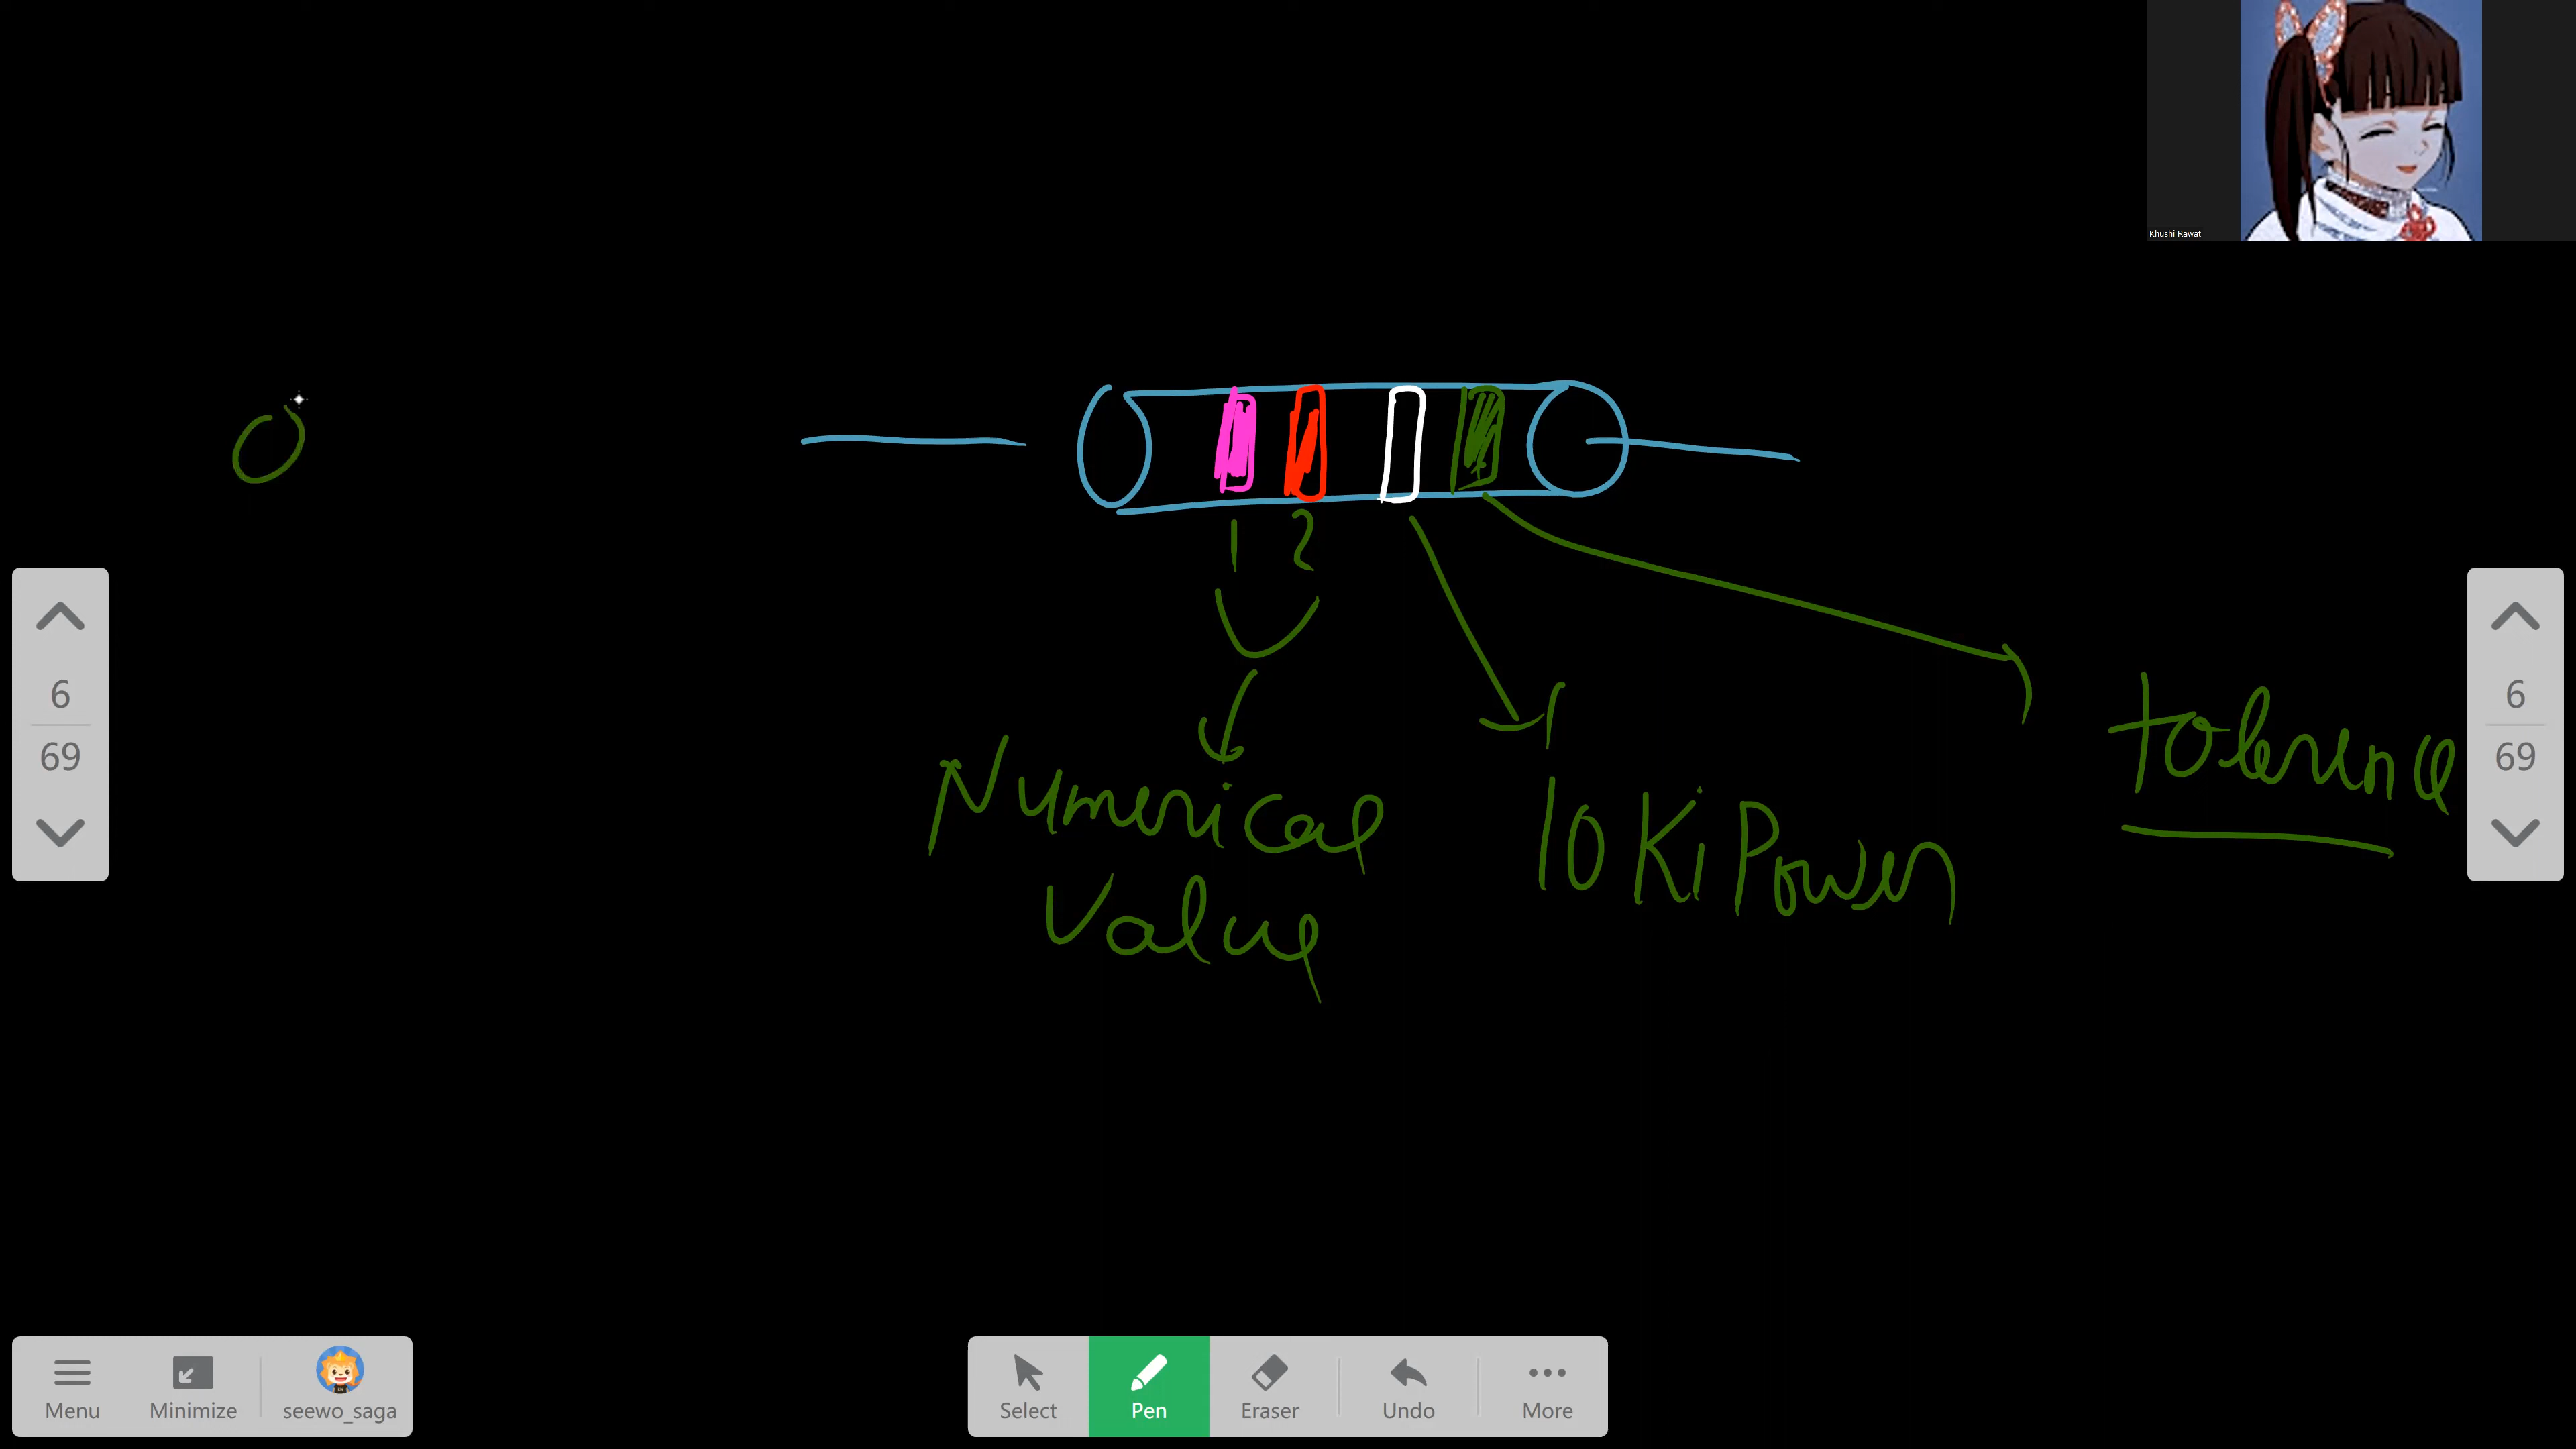 Khushi Rawat
O
1 2
Numerical
Value
10 Ki Power
tolerence
6
69
6
69
Menu
Minimize
seewo_saga
Select
Pen
Eraser
Undo
More